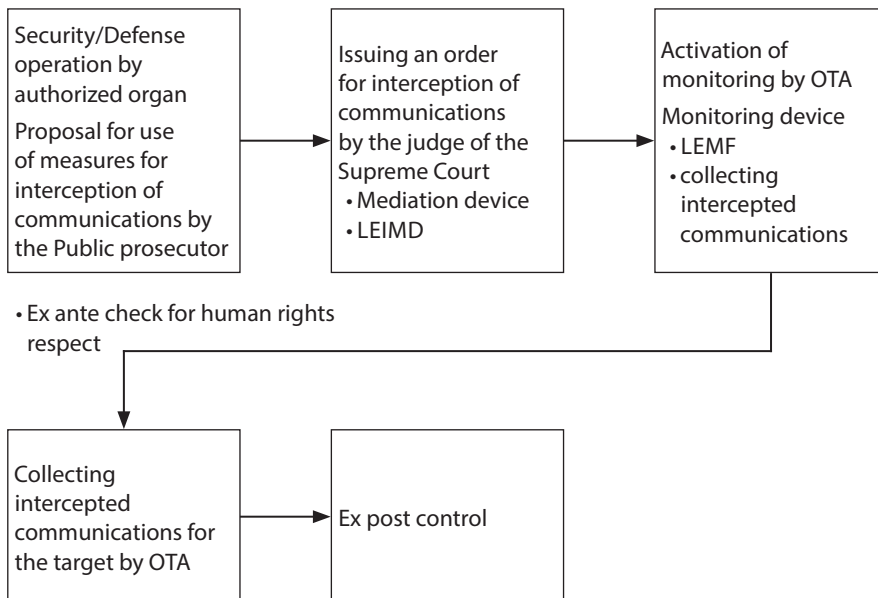 Security/Defense
operation by
authorized organ
Proposal for use
of measures for
interception of
communications by
the Public prosecutor
Issuing an order
for interception of
communications
by the judge of the
Supreme Court
• Mediation device
• LEIMD
Activation of
monitoring by OTA
Monitoring device
• LEMF
• collecting
intercepted
communications
• Ex ante check for human rights
respect
Collecting
intercepted
communications for
the target by OTA
Ex post control